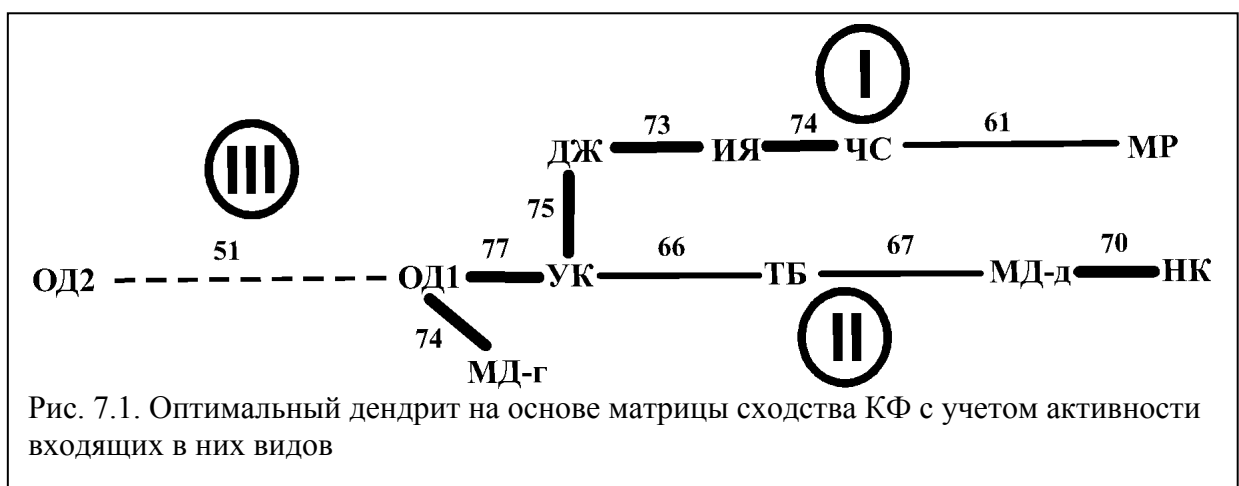 I
73 74 61
ДЖ ИЯ ЧС МР
III
75
51 77 66 67 70
ОД2 ОД1 УК ТБ МД-д НК
74
II
МД-г
Рис. 7.1. Оптимальный дендрит на основе матрицы сходства КФ с учетом активности
входящих в них видов